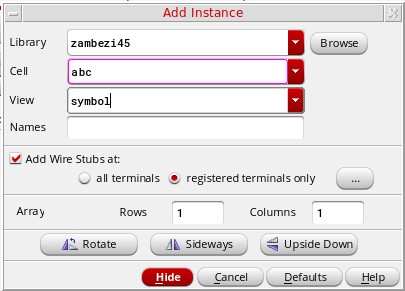 Add Instance
Library zambezi45 Browse
Cell abc
View symbol
Names
Add Wire Stubs at:
all terminals registered terminals only ...
Array Rows 1 Columns 1
Rotate Sideways Upside Down
Hide Cancel Defaults Help